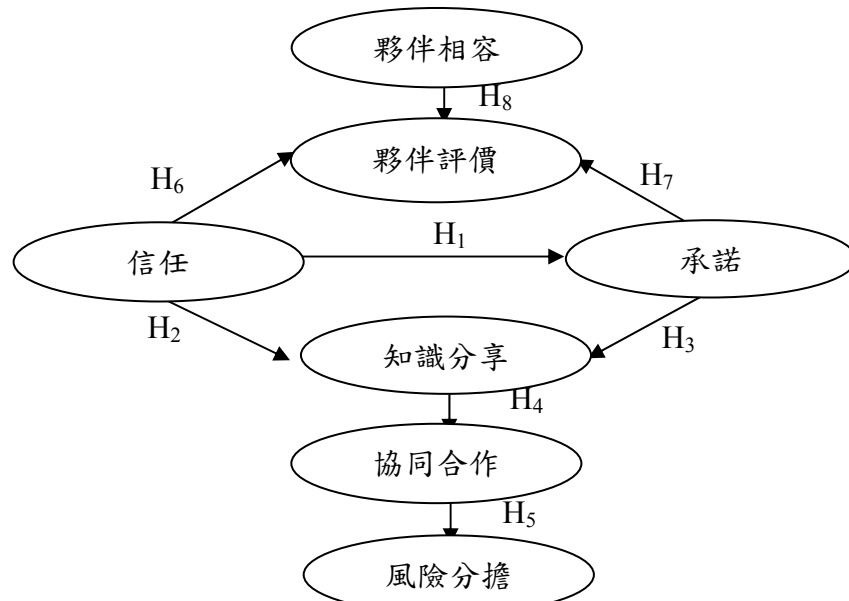 夥伴相容
H₈
夥伴評價
H₆
H₇
H₁
信任
承諾
H₂
H₃
知識分享
H₄
協同合作
H₅
風險分擔